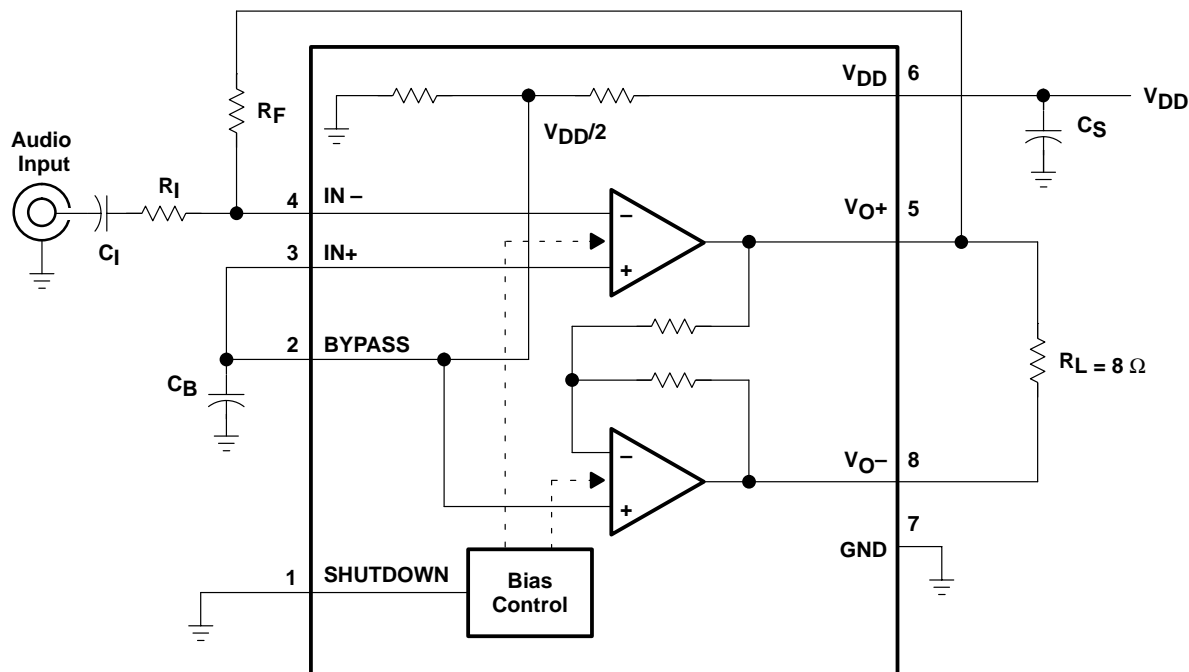 V_DD 6
V_DD
R_F
V_DD/2
C_S
Audio
Input
R_I
4 IN –
V_O+ 5
C_I
3 IN+
–
+
2 BYPASS
C_B
R_L = 8 Ω
–
+
V_O– 8
7
GND
1 SHUTDOWN
Bias
Control